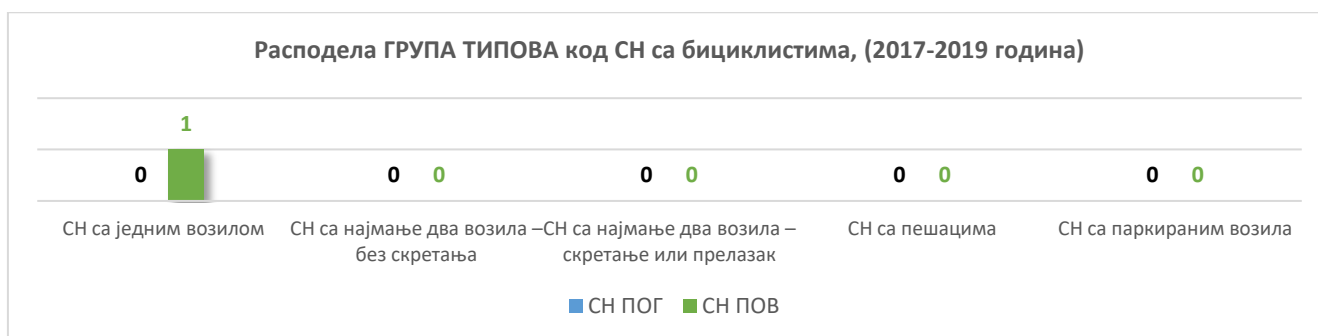 Расподела ГРУПА ТИПОВА код СН са бициклистима, (2017-2019 година)
1
0 0 0 0 0 0 0 0 0
СН са једним возилом
СН са најмање два возила –
без скретања
СН са најмање два возила –
скретање или прелазак
СН са пешацима
СН са паркираним возила
СН ПОГ СН ПОВ